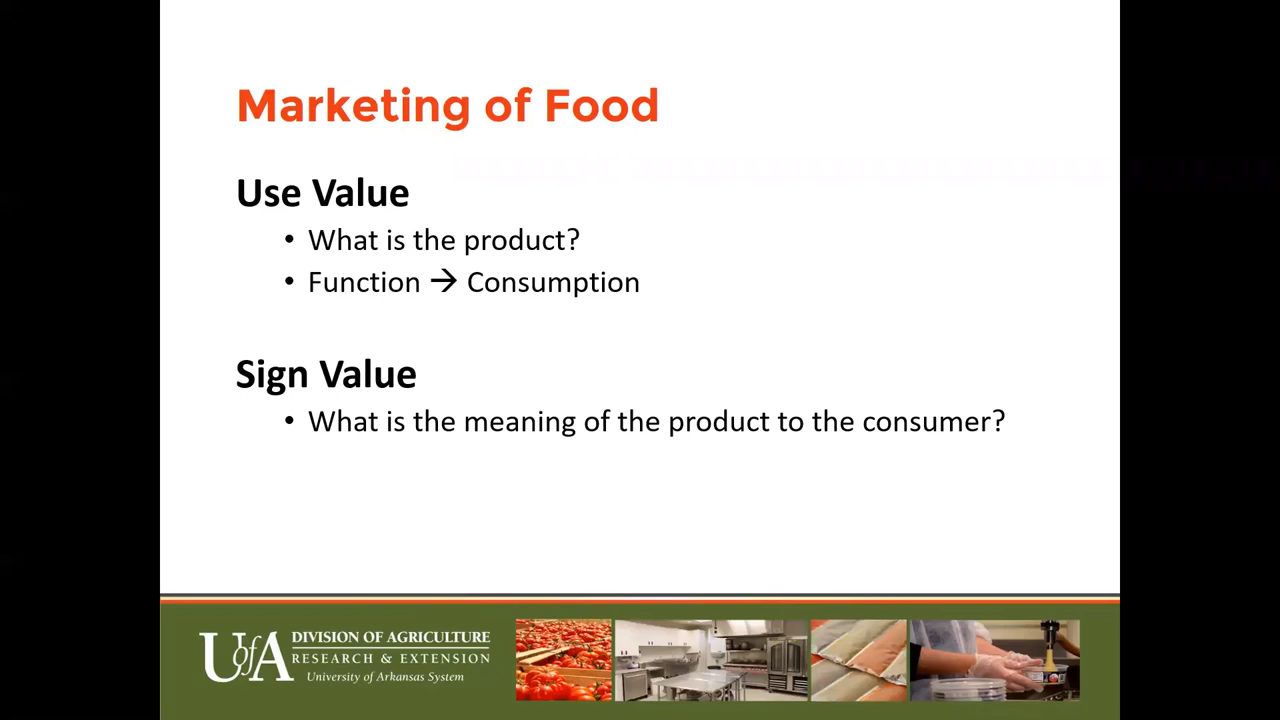 Marketing of Food
Use Value
• What is the product?
• Function → Consumption
Sign Value
• What is the meaning of the product to the consumer?
UofA
DIVISION OF AGRICULTURE
RESEARCH & EXTENSION
University of Arkansas System